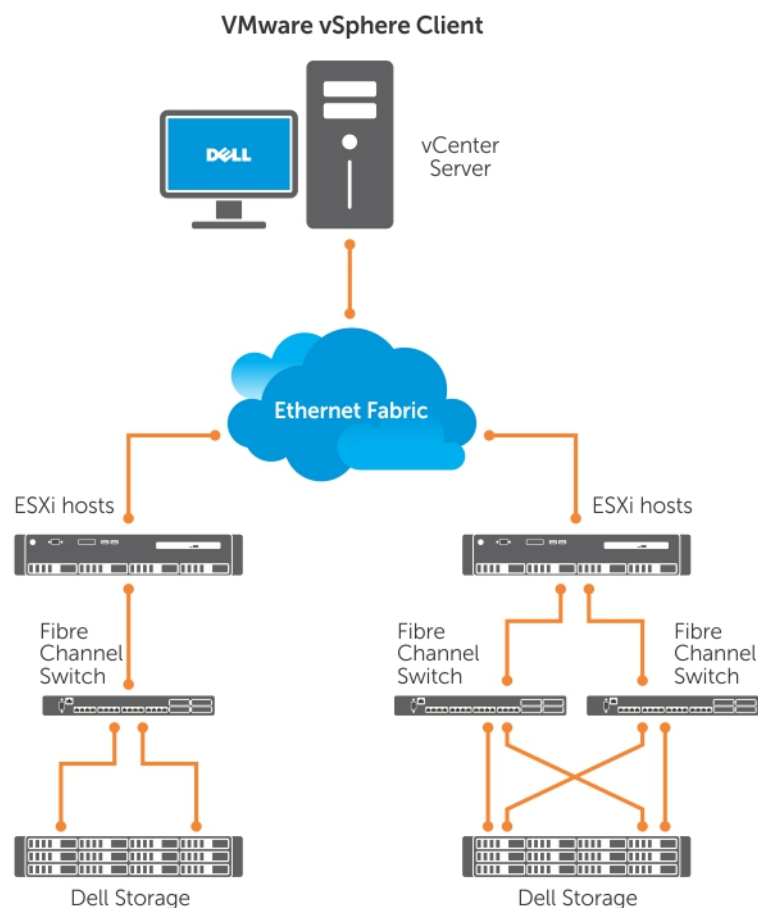 VMware vSphere Client
DELL
vCenter
Server
Ethernet Fabric
ESXi hosts
ESXi hosts
Fibre
Channel
Switch
Fibre
Channel
Switch
Fibre
Channel
Switch
Dell Storage
Dell Storage